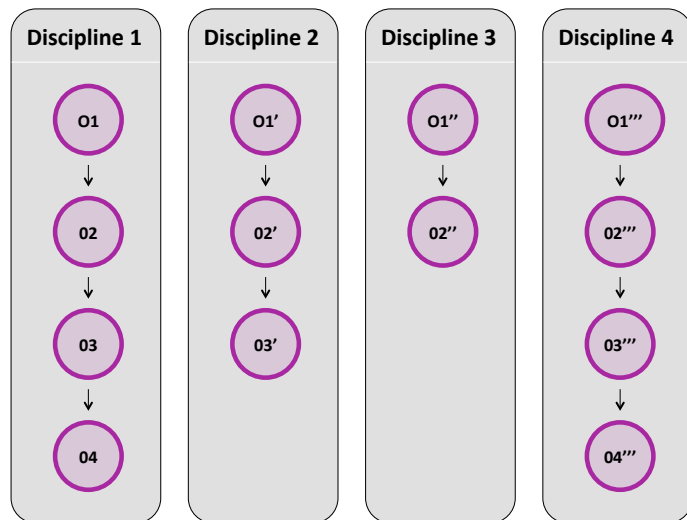 Discipline 1
Discipline 2
Discipline 3
Discipline 4
O1
O1'
O1''
O1'''
02
02'
02''
02'''
03
03'
03'''
04
04'''